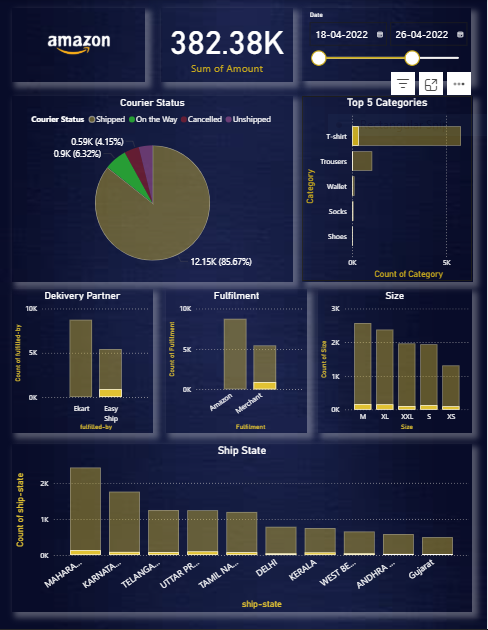 amazon
382.38K
Sum of Amount
Date
18-04-2022 26-04-2022
Courier Status
Courier Status Shipped On the Way Cancelled Unshipped
0.59K (4.15%)
0.9K (6.32%)
12.15K (85.67%)
Top 5 Categories
Category
T-shirt
Trousers
Wallet
Socks
Shoes
0K 5K
Count of Category
Dekivery Partner
Count of fulfilled-by
10K
5K
0K
Ekart Easy
Ship
fulfilled-by
Fulfilment
Count of Fulfilment
10K
5K
0K
Amazon Merchant
Fulfilment
Size
Count of Size
3K
2K
1K
0K
M XL XXL S XS
Size
Ship State
Count of ship-state
2K
1K
0K
MAHARA... KARNATA... TELANGA... UTTAR PR... TAMIL NA... DELHI KERALA WEST BE... ANDHRA ... Gujarat
ship-state